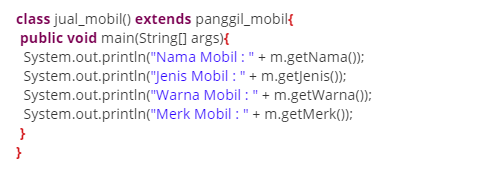 class jual_mobil() extends panggil_mobil{
public void main(String[] args){
System.out.println("Nama Mobil : " + m.getNama());
System.out.println("Jenis Mobil : " + m.getJenis());
System.out.println("Warna Mobil : " + m.getWarna());
System.out.println("Merk Mobil : " + m.getMerk());
}
}